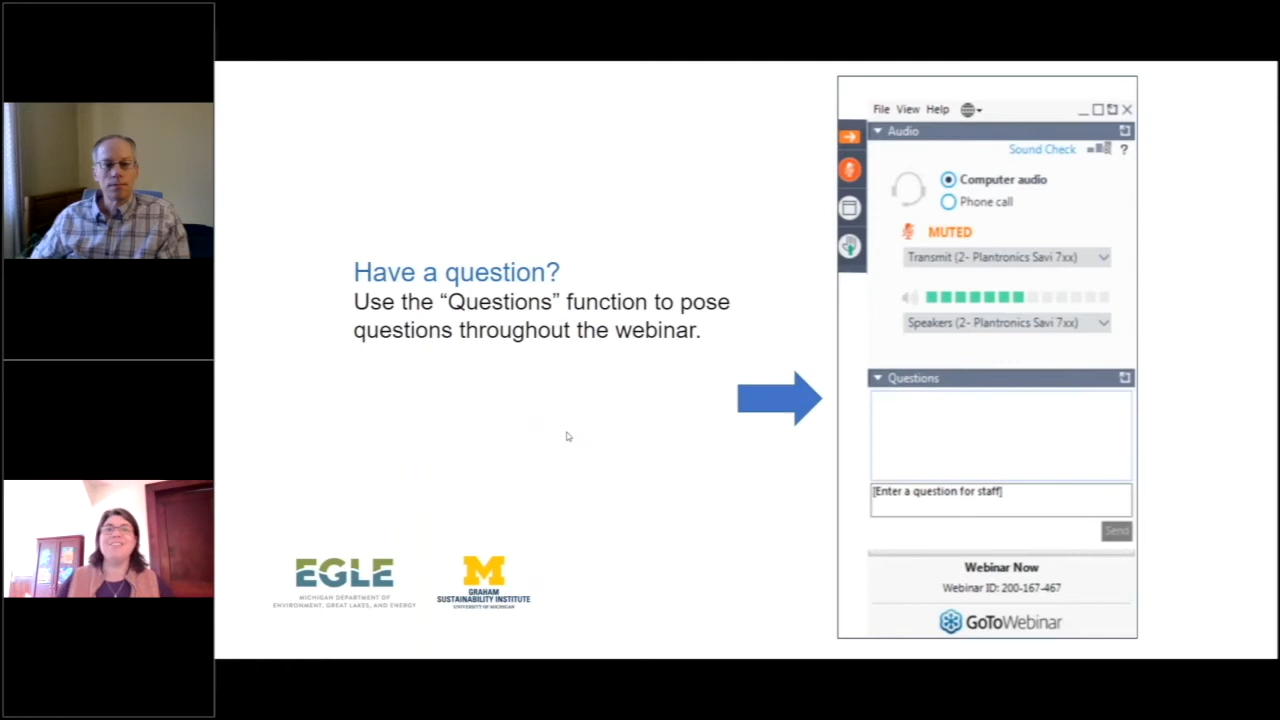 Have a question?
Use the “Questions” function to pose
questions throughout the webinar.
EGLE
MICHIGAN DEPARTMENT OF
ENVIRONMENT, GREAT LAKES, AND ENERGY
M
GRAHAM
SUSTAINABILITY INSTITUTE
UNIVERSITY OF MICHIGAN
File View Help
Audio
Sound Check ?
Computer audio
Phone call
MUTED
Transmit (2- Plantronics Savi 7xx)
Speakers (2- Plantronics Savi 7xx)
Questions
[Enter a question for staff]
Send
Webinar Now
Webinar ID: 200-167-467
GoToWebinar